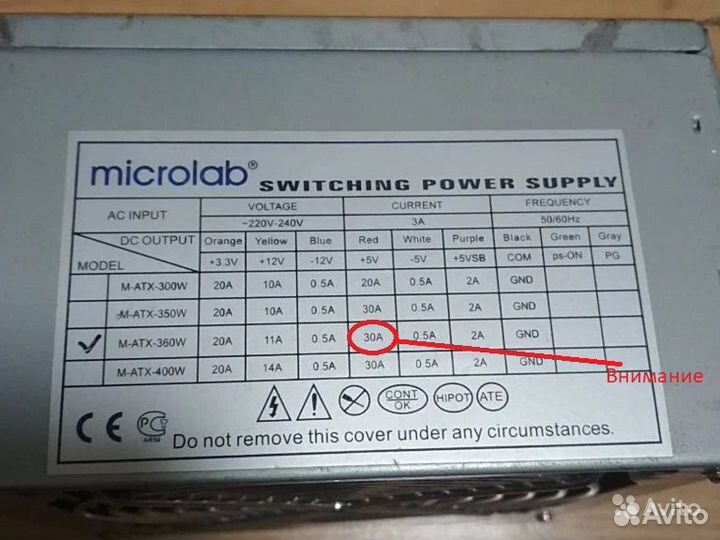 microlab® SWITCHING POWER SUPPLY
AC INPUT VOLTAGE CURRENT FREQUENCY
~220V-240V 3A 50/60Hz
DC OUTPUT Orange Yellow Blue Red White Purple Black Green Gray
MODEL +3.3V +12V -12V +5V -5V +5VSB COM ps-ON PG
M-ATX-300W 20A 10A 0.5A 20A 0.5A 2A GND
M-ATX-350W 20A 10A 0.5A 30A 0.5A 2A GND
M-ATX-360W 20A 11A 0.5A 30A 0.5A 2A GND
M-ATX-400W 20A 14A 0.5A 30A 0.5A 2A GND
Внимание
CONT OK HIPOT ATE
CE РСТ АЯ56
Do not remove this cover under any circumstances.
Avito